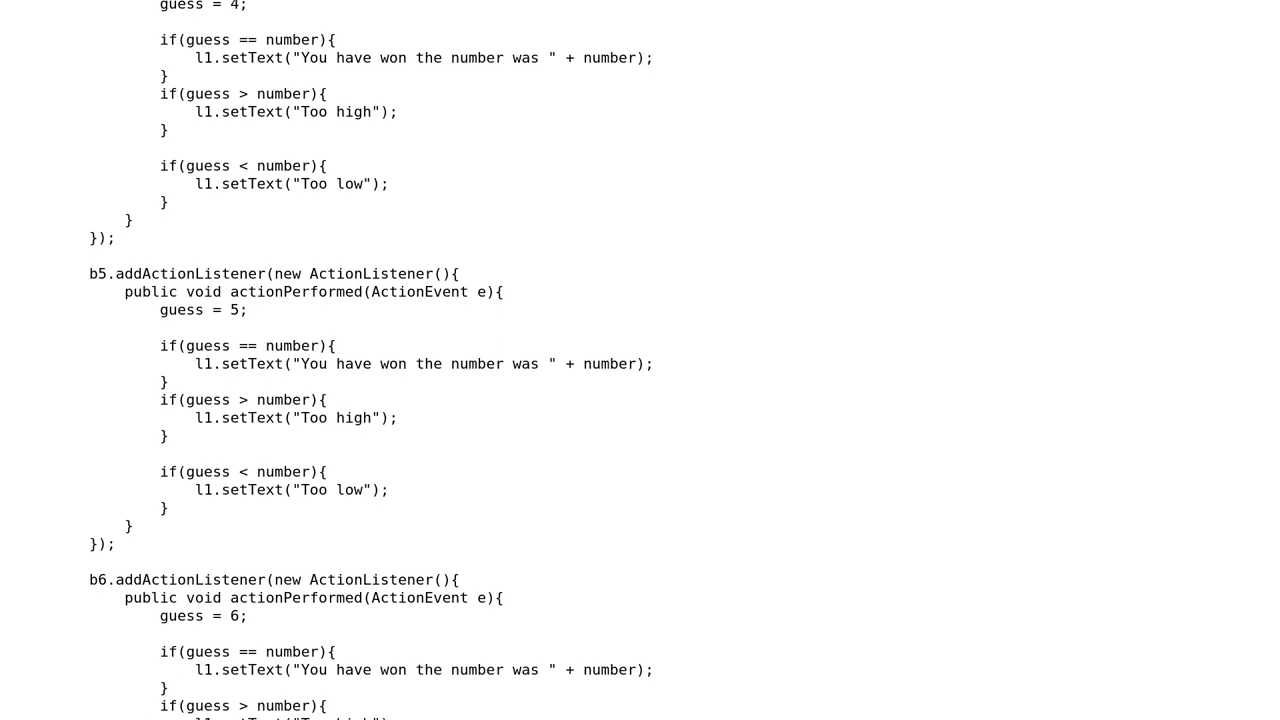 guess = 4;
if(guess == number){
l1.setText("You have won the number was " + number);
}
if(guess > number){
l1.setText("Too high");
}
if(guess < number){
l1.setText("Too low");
}
}
});
b5.addActionListener(new ActionListener(){
public void actionPerformed(ActionEvent e){
guess = 5;
if(guess == number){
l1.setText("You have won the number was " + number);
}
if(guess > number){
l1.setText("Too high");
}
if(guess < number){
l1.setText("Too low");
}
}
});
b6.addActionListener(new ActionListener(){
public void actionPerformed(ActionEvent e){
guess = 6;
if(guess == number){
l1.setText("You have won the number was " + number);
}
if(guess > number){